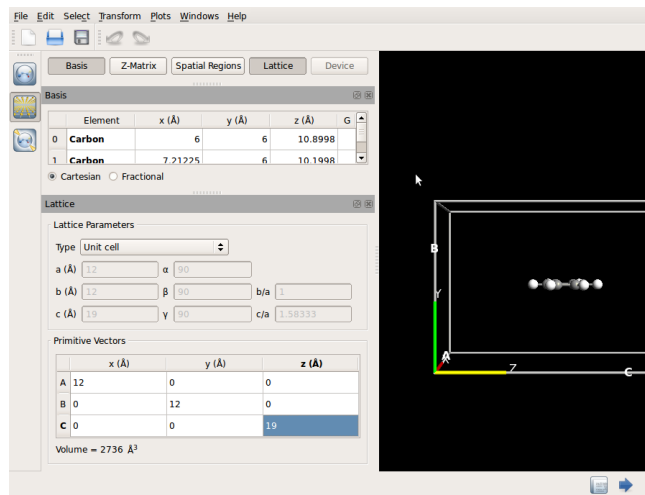 File Edit Select Transform Plots Windows Help
Basis Z-Matrix Spatial Regions Lattice Device
Basis
Element x (Å) y (Å) z (Å) G
0 Carbon 6 6 10.8998
1 Carbon 7.21225 6 10.1998
Cartesian Fractional
Lattice
Lattice Parameters
Type Unit cell
a (Å) 12 α 90
b (Å) 12 β 90 b/a 1
c (Å) 19 γ 90 c/a 1.58333
Primitive Vectors
x (Å) y (Å) z (Å)
A 12 0 0
B 0 12 0
C 0 0 19
Volume = 2736 Å³
B
Y
A
Z
C